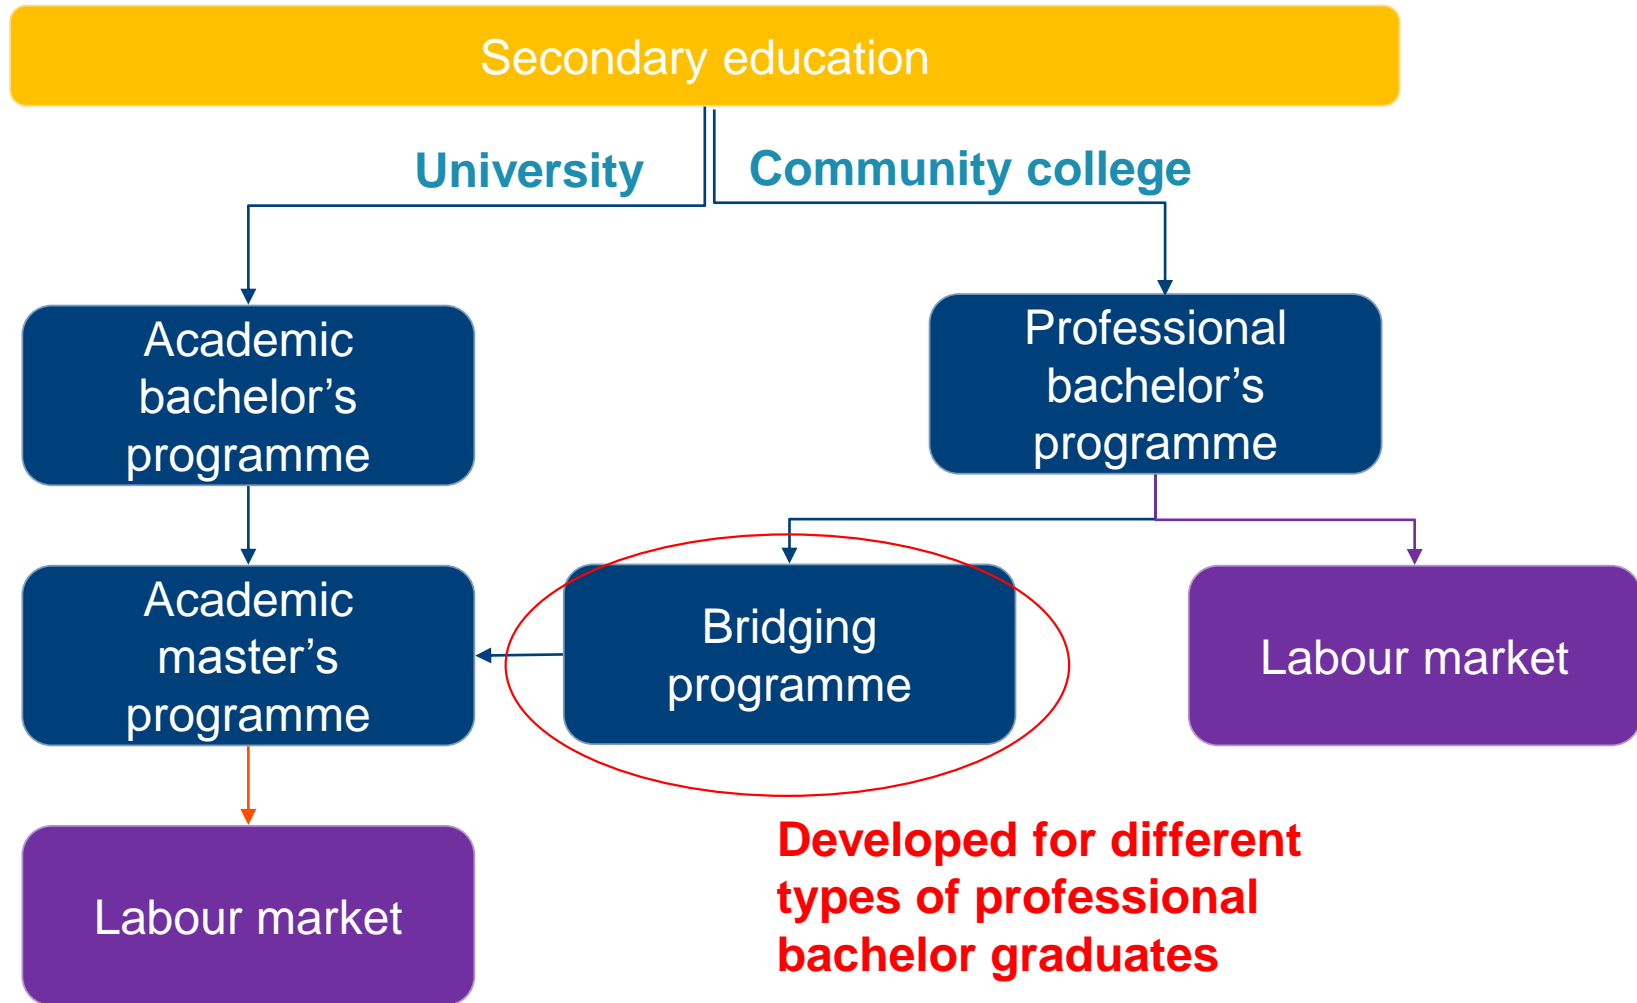 Secondary education
University
Community college
Academic
bachelor’s
programme
Professional
bachelor’s
programme
Academic
master’s
programme
Bridging
programme
Labour market
Labour market
Developed for different
types of professional
bachelor graduates